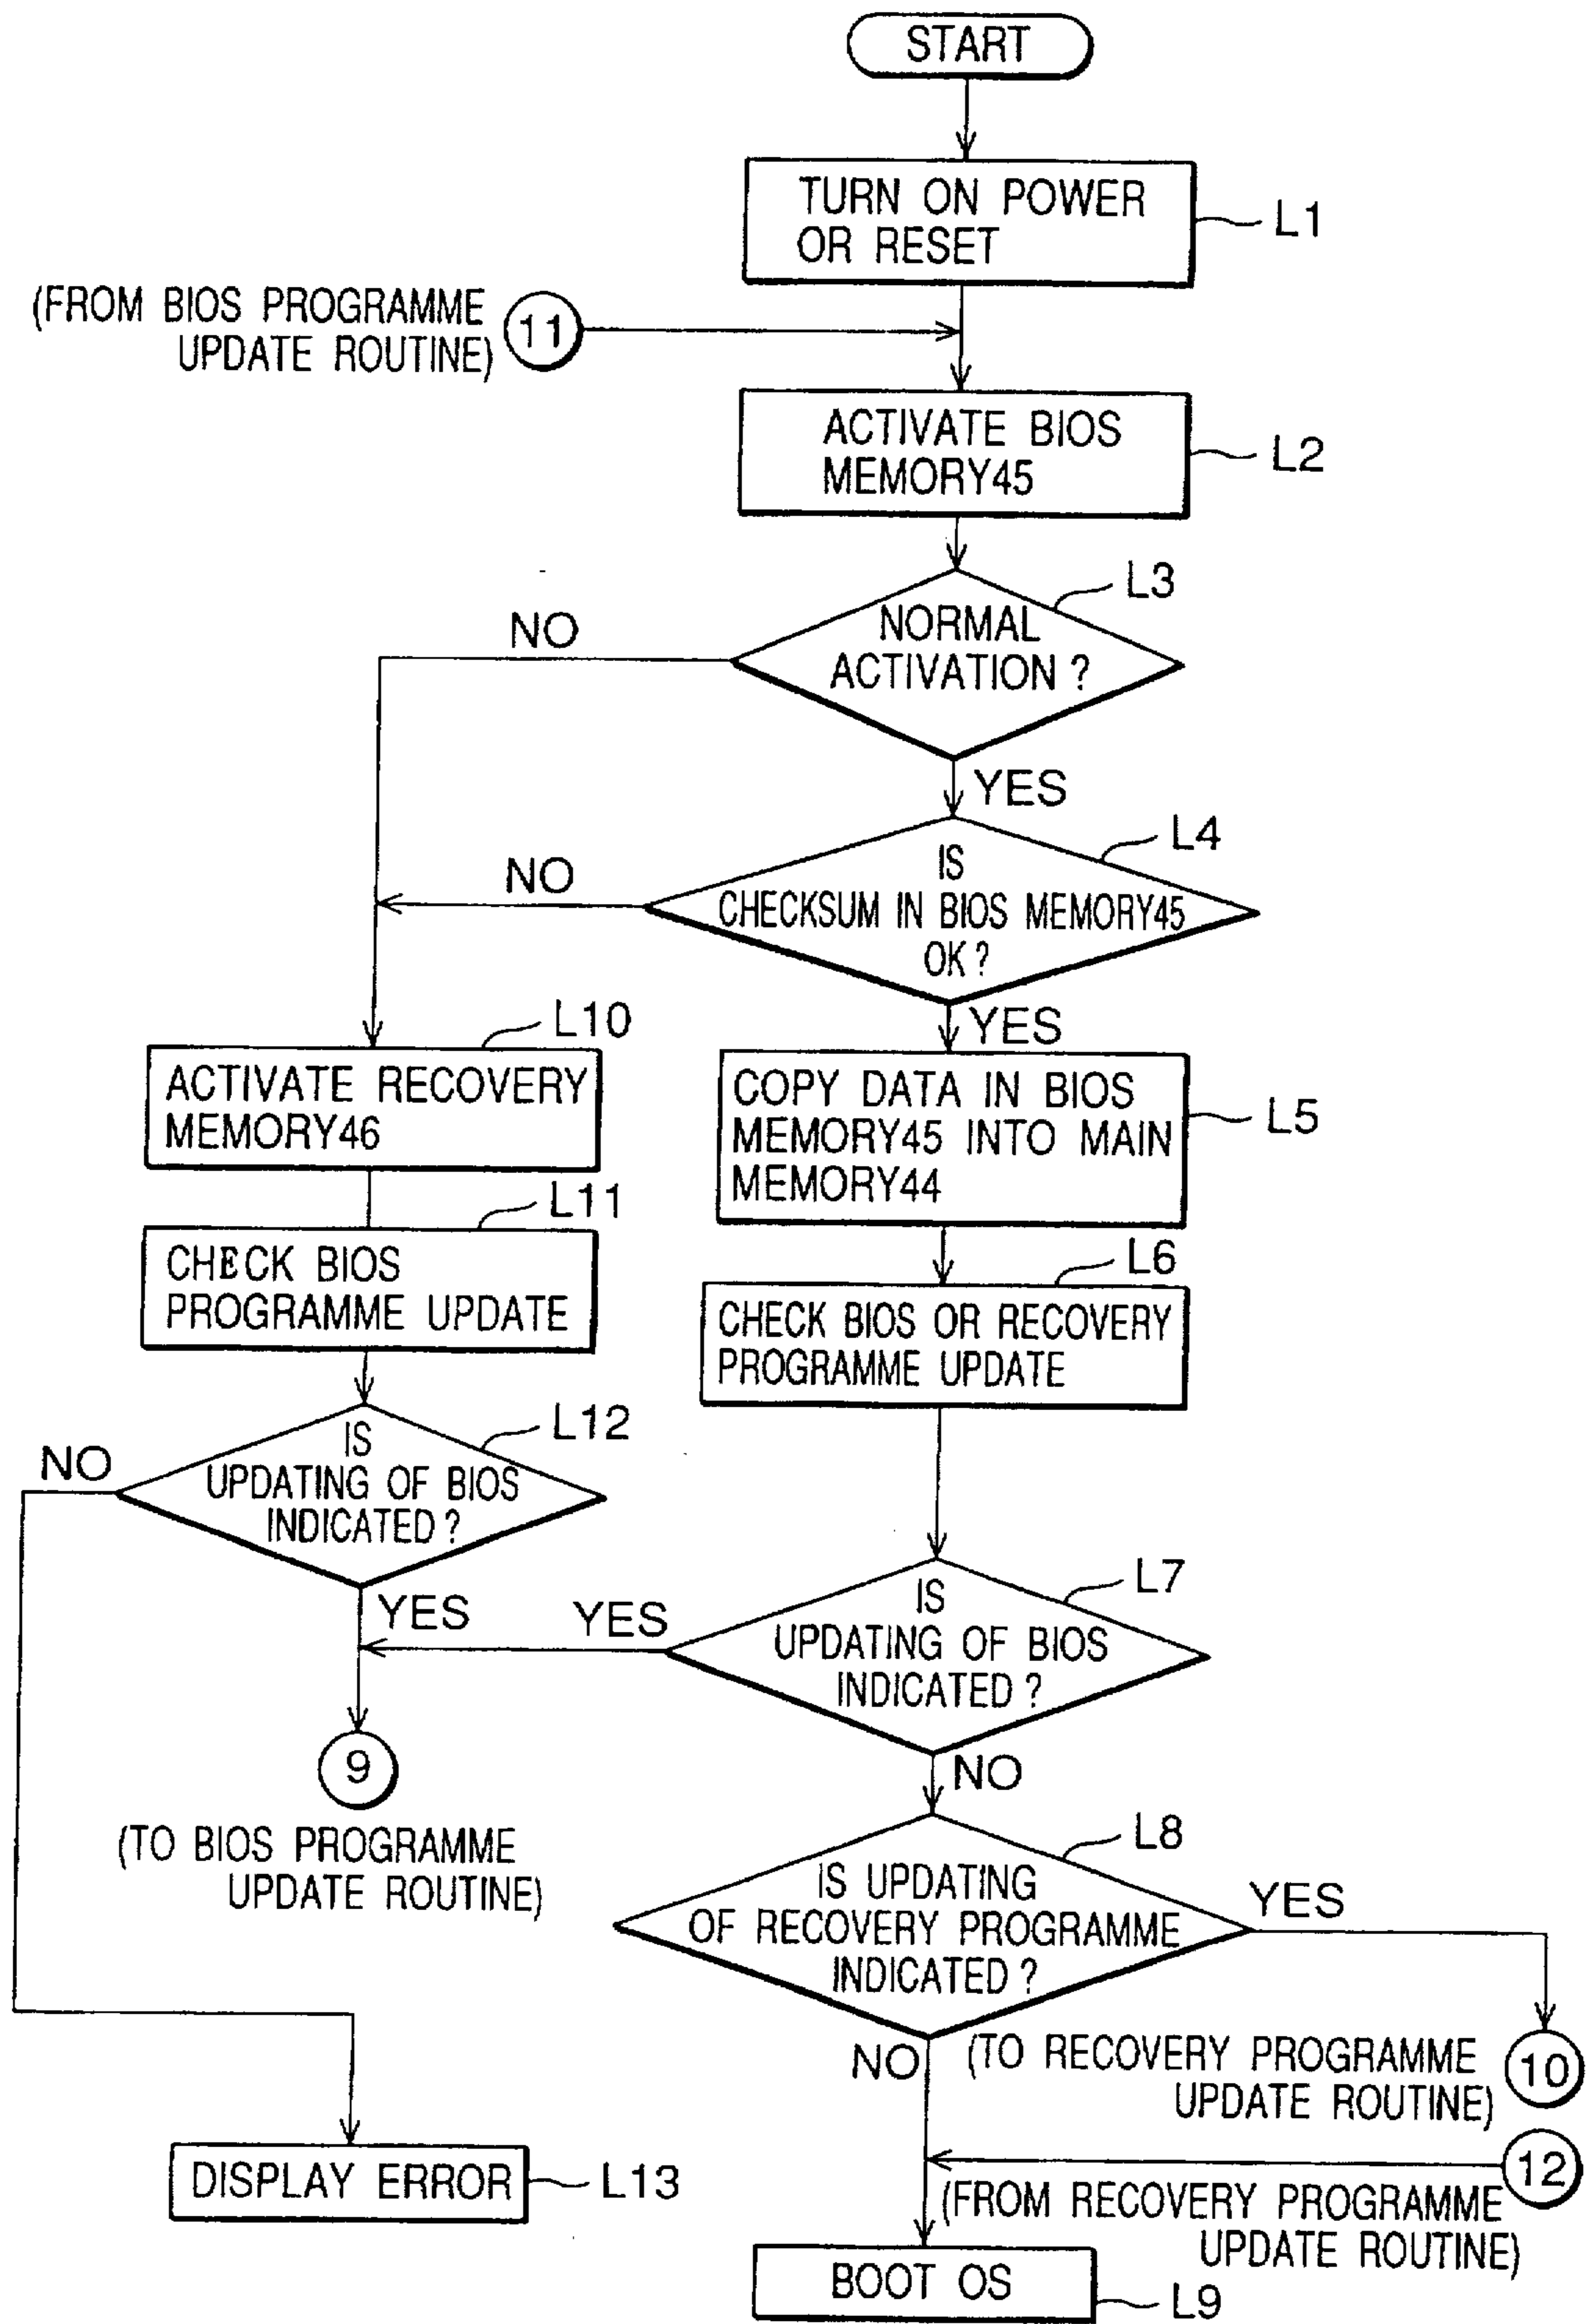 START
TURN ON POWER
OR RESET
L1
(FROM BIOS PROGRAMME
UPDATE ROUTINE)
11
ACTIVATE BIOS
MEMORY45
L2
L3
NORMAL
ACTIVATION ?
NO
YES
L4
IS
CHECKSUM IN BIOS MEMORY45
OK ?
NO
YES
L10
ACTIVATE RECOVERY
MEMORY46
COPY DATA IN BIOS
MEMORY45 INTO MAIN
MEMORY44
L5
L11
CHECK BIOS
PROGRAMME UPDATE
L6
CHECK BIOS OR RECOVERY
PROGRAMME UPDATE
L12
IS
UPDATING OF BIOS
INDICATED ?
NO
YES
L7
IS
UPDATING OF BIOS
INDICATED ?
YES
NO
9
(TO BIOS PROGRAMME
UPDATE ROUTINE)
L8
IS UPDATING
OF RECOVERY PROGRAMME
INDICATED ?
YES
NO
(TO RECOVERY PROGRAMME
UPDATE ROUTINE)
10
12
(FROM RECOVERY PROGRAMME
UPDATE ROUTINE)
DISPLAY ERROR
L13
BOOT OS
L9